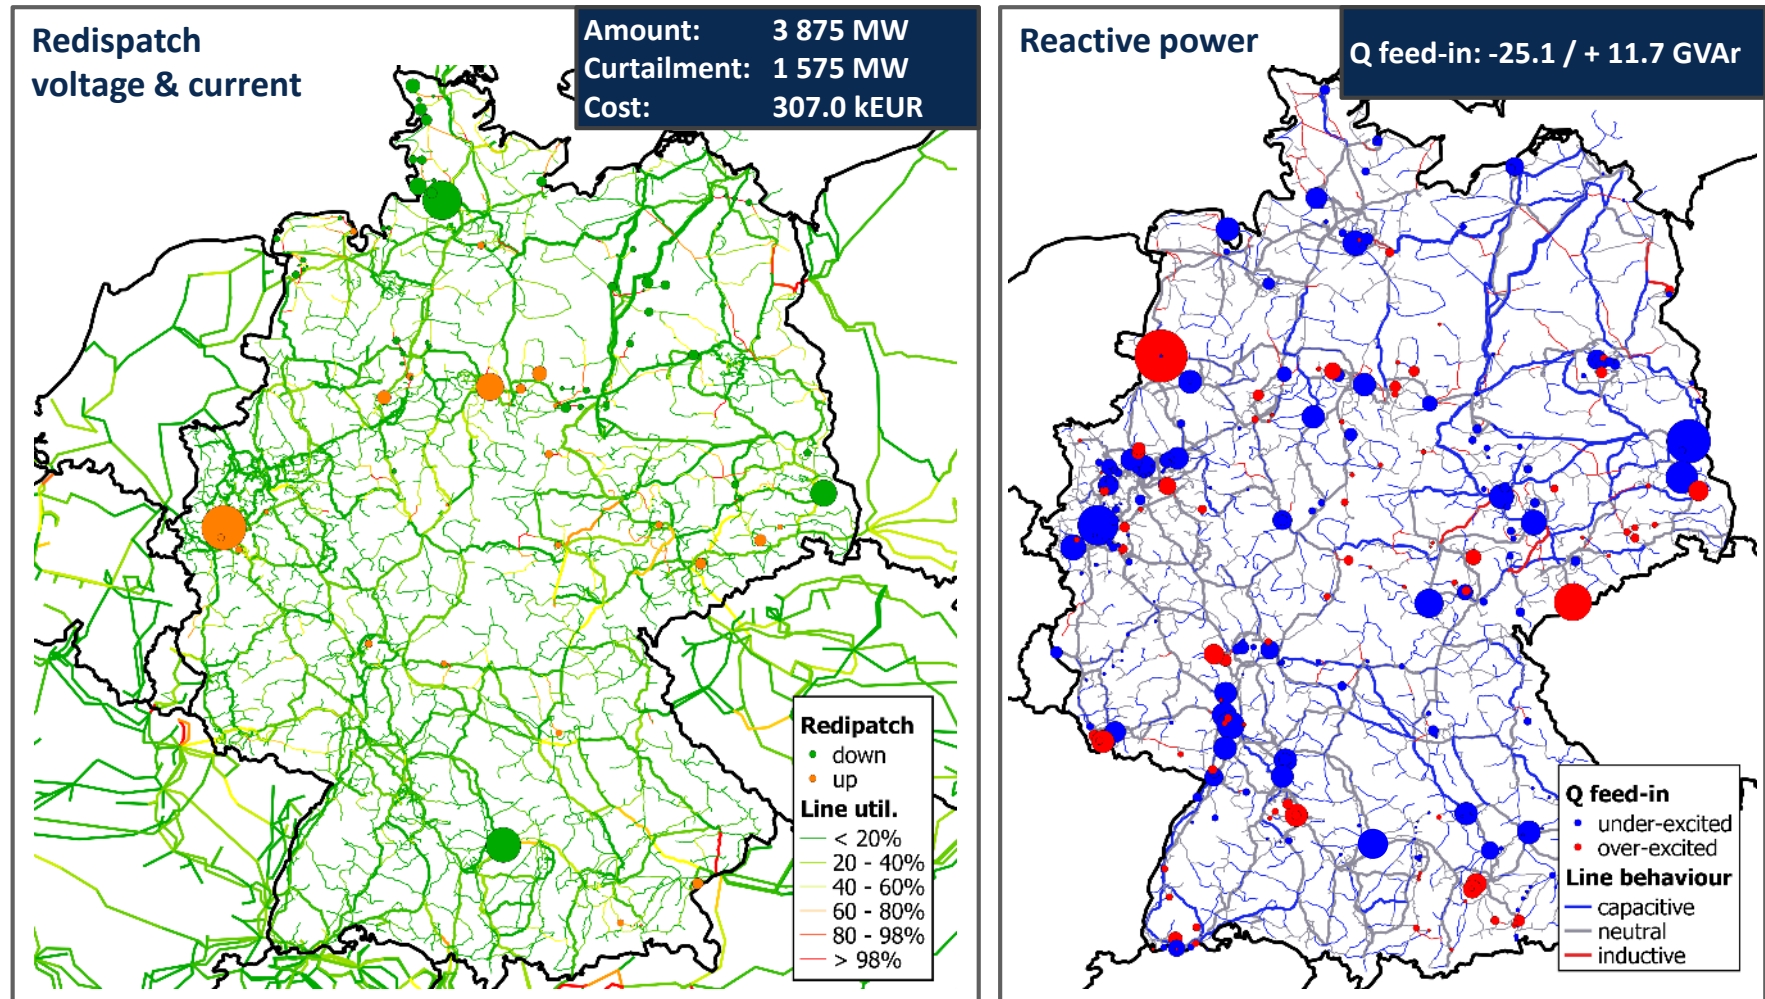 Redispatch
voltage & current
Amount: 3 875 MW
Curtailment: 1 575 MW
Cost: 307.0 kEUR
Redipatch
down
up
Line util.
< 20%
20 - 40%
40 - 60%
60 - 80%
80 - 98%
> 98%
Reactive power
Q feed-in: -25.1 / + 11.7 GVAr
Q feed-in
under-excited
over-excited
Line behaviour
capacitive
neutral
inductive